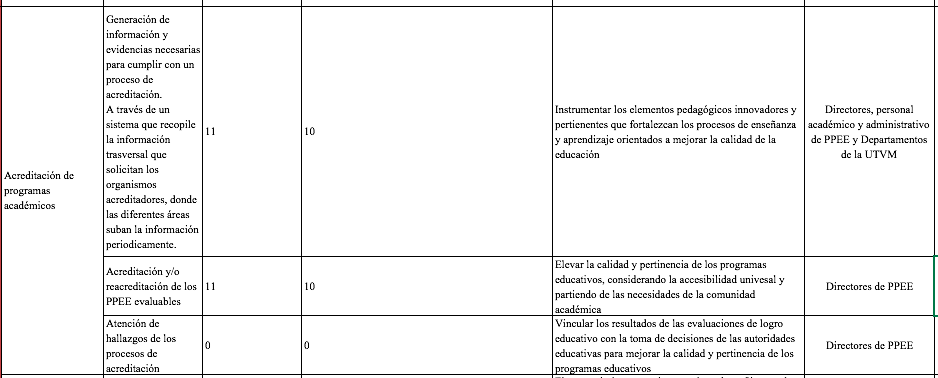 Acreditación de
programas
académicos
Generación de
información y
evidencias necesarias
para cumplir con un
proceso de
acreditación.
A través de un
sistema que recopile
la información
trasversal que
solicitan los
organismos
acreditadores, donde
las diferentes áreas
suban la información
periodicamente.
11
10
Instrumentar los elementos pedagógicos innovadores y
pertienentes que fortalezcan los procesos de enseñanza
y aprendizaje orientados a mejorar la calidad de la
educación
Directores, personal
académico y administrativo
de PPEE y Departamentos
de la UTVM
Acreditación y/o
reacreditación de los
PPEE evaluables
11
10
Elevar la calidad y pertinencia de los programas
educativos, considerando la accesibilidad univesal y
partiendo de las necesidades de la comunidad
académica
Directores de PPEE
Atención de
hallazgos de los
procesos de
acreditación
0
0
Vincular los resultados de las evaluaciones de logro
educativo con la toma de decisiones de las autoridades
educativas para mejorar la calidad y pertinencia de los
programas educativos
Directores de PPEE